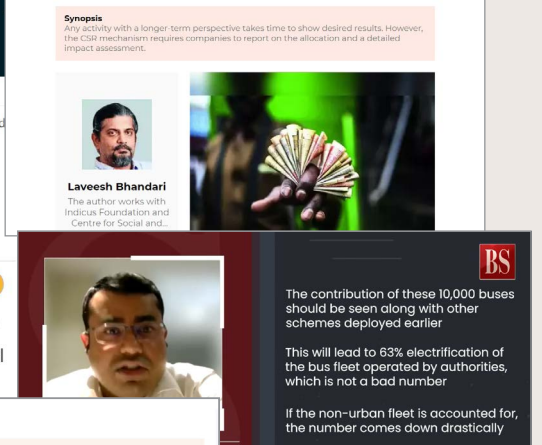 Synopsis
Any activity with a longer-term perspective takes time to show desired results. However,
the CSR mechanism requires companies to report on the allocation and a detailed
impact assessment.
Laveesh Bhandari
The author works with
Indicus Foundation and
Centre for Social and...
BS
The contribution of these 10,000 buses
should be seen along with other
schemes deployed earlier
This will lead to 63% electrification of
the bus fleet operated by authorities,
which is not a bad number
If the non-urban fleet is accounted for,
the number comes down drastically